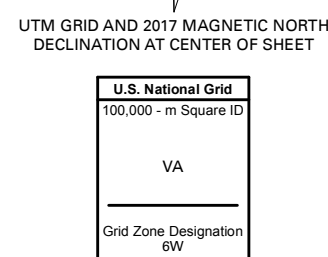 UTM GRID AND 2017 MAGNETIC NORTH
DECLINATION AT CENTER OF SHEET
U.S. National Grid
100,000 - m Square ID
VA
Grid Zone Designation
6W